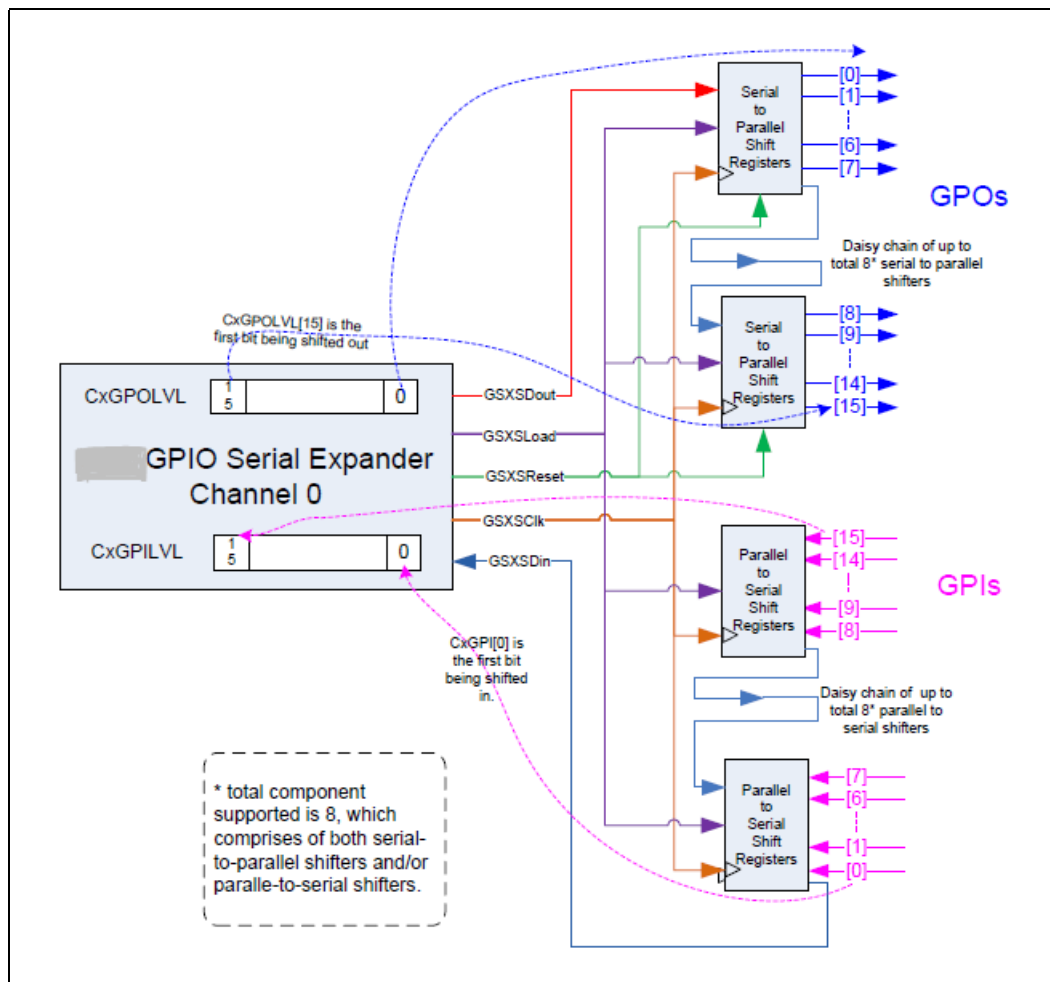 Serial
to
Parallel
Shift
Registers
[0]
[1]
[6]
[7]
GPOs
Daisy chain of up to
total 8* serial to parallel
shifters
CxGPOLVL[15] is the
first bit being shifted out
Serial
to
Parallel
Shift
Registers
[8]
[9]
[14]
[15]
CxGPOLVL
1
5
0
GPIO Serial Expander
Channel 0
CxGPILVL
1
5
0
GSXSDout
GSXSLoad
GSXSReset
GSXSClk
GSXSDin
Parallel
to
Serial
Shift
Registers
[15]
[14]
[9]
[8]
GPIs
CxGPI[0] is
the first bit
being shifted
in.
Daisy chain of up to
total 8* parallel to
serial shifters
Parallel
to
Serial
Shift
Registers
[7]
[6]
[1]
[0]
* total component
supported is 8, which
comprises of both serial-
to-parallel shifters and/or
paralle-to-serial shifters.